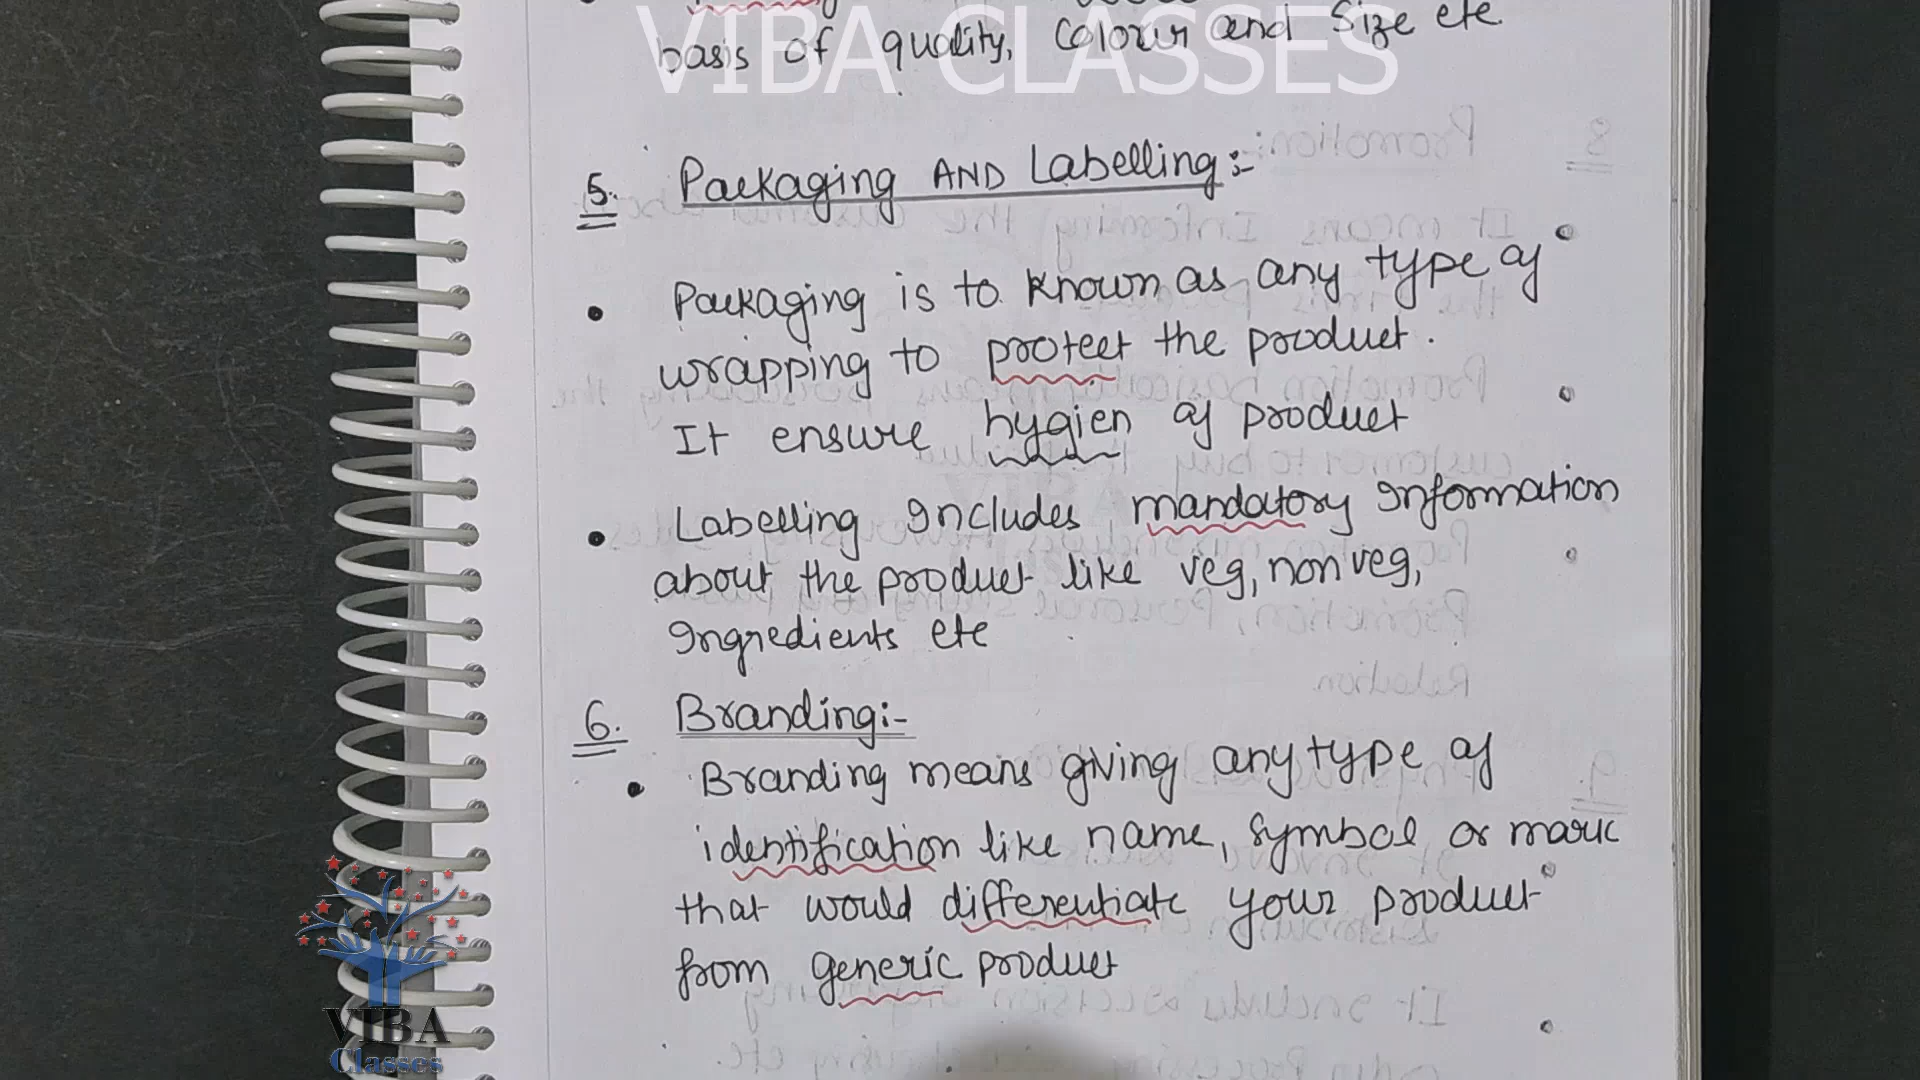 VIBA CLASSES
basis of quality, colour and Size etc
5. Packaging AND Labelling:-
• Packaging is to known as any type of
wrapping to protect the product.
It ensure hygien of product
• Labelling includes mandatory information
about the product like veg, non veg,
ingredients etc
6. Branding:-
• Branding means giving any type of
identification like name, symbol or mark
that would differentiate your product
from generic product
VIBA
Classes